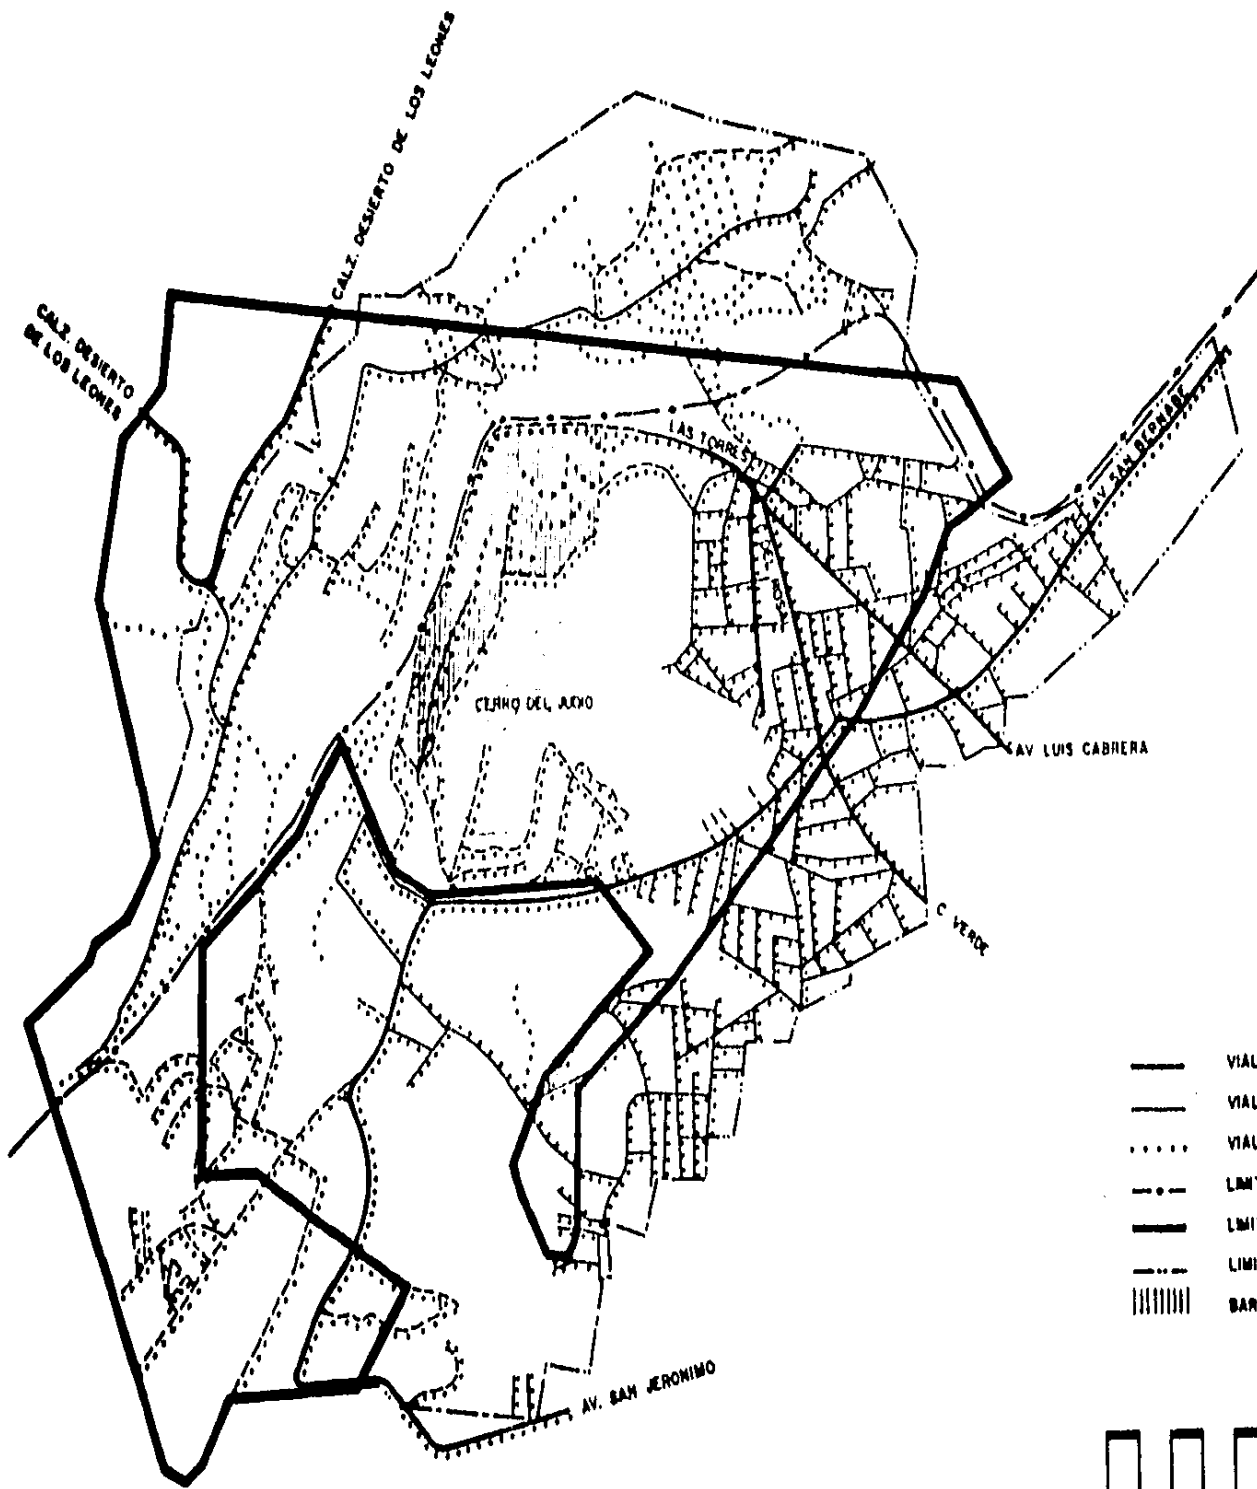 CALZ. DESIERTO DE LOS LEONES
CALZ. DESIERTO
DE LOS LEONES
LAS TORRES
AV. SAN BERNABE
CERRO DEL JUDIO
AV. LUIS CABRERA
C. VERDE
AV. SAN JERONIMO
VIAL
VIAL
VIAL
LIMI
LIMI
BAR